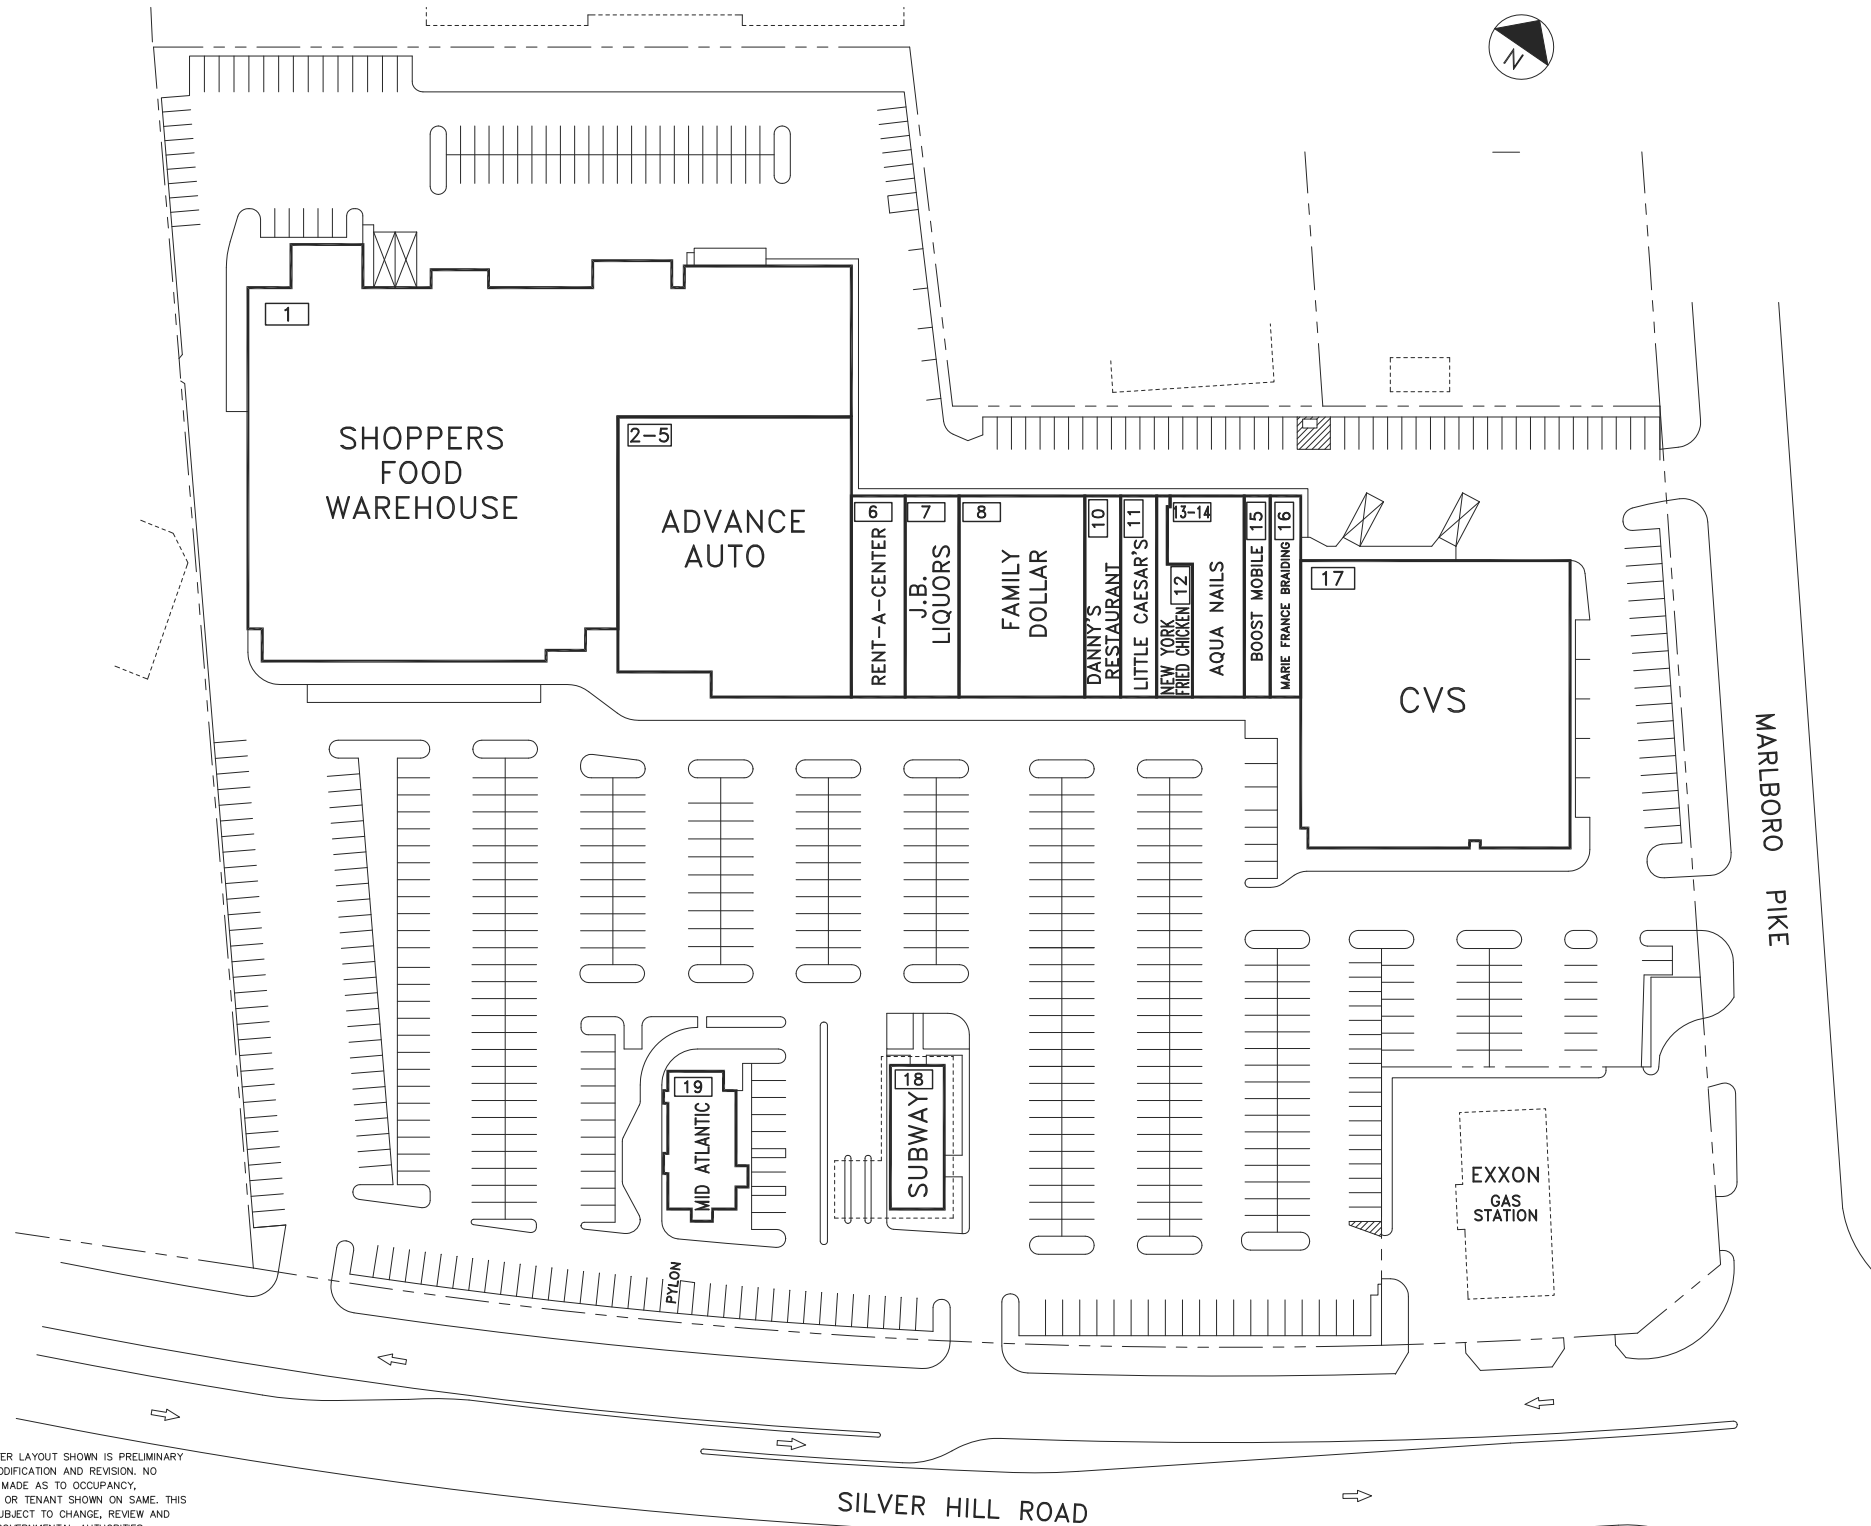 N
1
SHOPPERS
FOOD
WAREHOUSE
2-5
ADVANCE
AUTO
6
RENT-A-CENTER
7
J.B.
LIQUORS
8
FAMILY
DOLLAR
10
DANNY'S
RESTAURANT
11
LITTLE CAESAR'S
12
NEW YORK
FRIED CHICKEN
13-14
AQUA NAILS
15
BOOST MOBILE
16
MARIE FRANCE BRAIDING
17
CVS
MARLBORO PIKE
19
MID ATLANTIC
18
SUBWAY
EXXON
GAS
STATION
PYLON
SILVER HILL ROAD
LAYOUT SHOWN IS PRELIMINARY
AND REVISION. NO
MADE AS TO OCCUPANCY,
OR TENANT SHOWN ON SAME. THIS
TO CHANGE, REVIEW AND